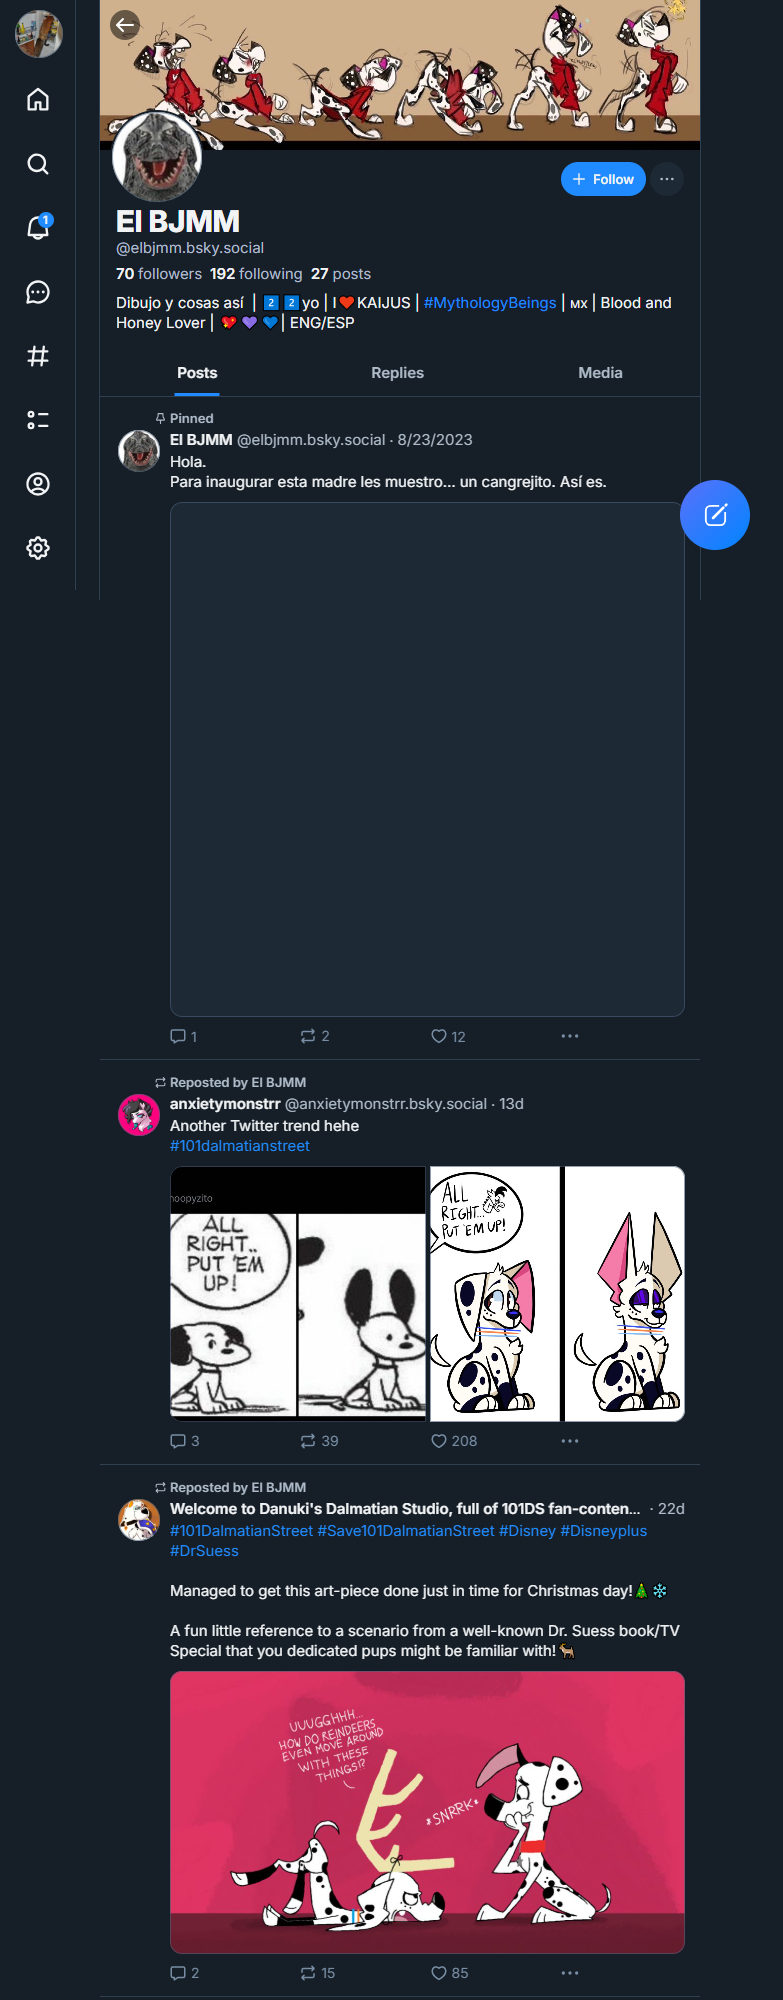 1
+ Follow
El BJMM
@elbjmm.bsky.social
70 followers 192 following 27 posts
Dibujo y cosas así | 2️⃣ 2️⃣ yo | I ❤️ KAIJUS | #MythologyBeings | MX | Blood and
Honey Lover | 💖 💜 💙 | ENG/ESP
Posts Replies Media
Pinned
El BJMM @elbjmm.bsky.social · 8/23/2023
Hola.
Para inaugurar esta madre les muestro... un cangrejito. Así es.
1 2 12
Reposted by El BJMM
anxietymonstrr @anxietymonstrr.bsky.social · 13d
Another Twitter trend hehe
#101dalmatianstreet
noopyzito
ALL
RIGHT..
PUT 'EM
UP!
ALL
RIGHT...
PUT 'EM UP!
3 39 208
Reposted by El BJMM
Welcome to Danuki's Dalmatian Studio, full of 101DS fan-conten... · 22d
#101DalmatianStreet #Save101DalmatianStreet #Disney #Disneyplus
#DrSuess
Managed to get this art-piece done just in time for Christmas day!🎄❄️
A fun little reference to a scenario from a well-known Dr. Suess book/TV
Special that you dedicated pups might be familiar with!🦌
UUUGGHHH...
HOW DO REINDEERS
EVEN MOVE AROUND
WITH THESE
THINGS!?
*SNRRK*
2 15 85